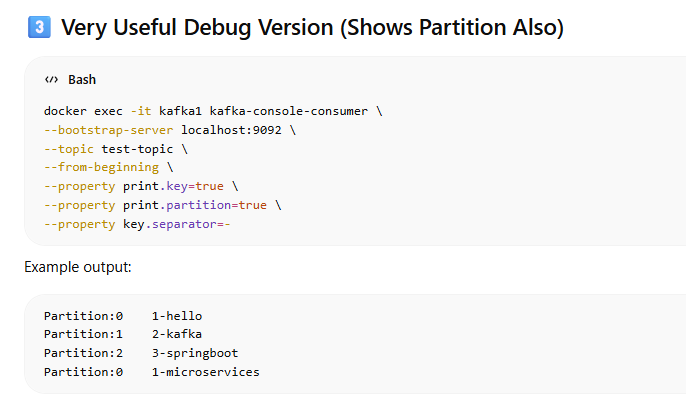 3 Very Useful Debug Version (Shows Partition Also)
</> Bash
docker exec -it kafka1 kafka-console-consumer \
--bootstrap-server localhost:9092 \
--topic test-topic \
--from-beginning \
--property print.key=true \
--property print.partition=true \
--property key.separator=-
Example output:
Partition:0    1-hello
Partition:1    2-kafka
Partition:2    3-springboot
Partition:0    1-microservices